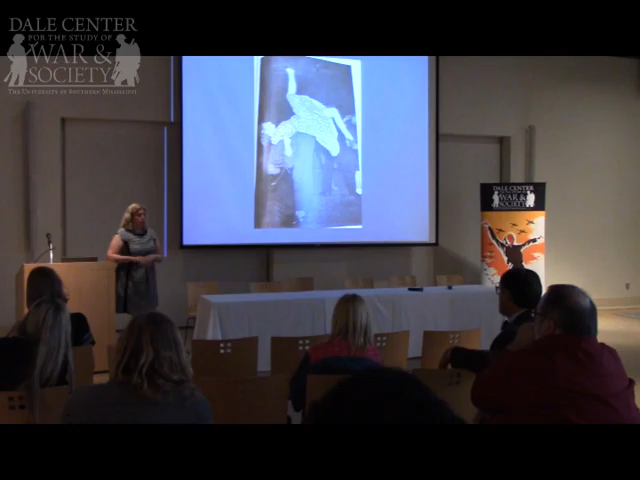 DALE CENTER
FOR THE STUDY OF
WAR &
SOCIETY
THE UNIVERSITY OF SOUTHERN MISSISSIPPI
DALE CENTER
WAR &
SOCIETY